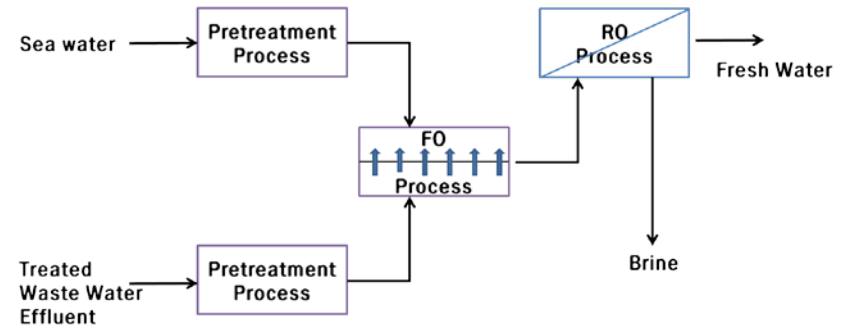 Sea water
Pretreatment
Process
FO
Process
RO
Process
Fresh Water
Brine
Treated
Waste Water
Effluent
Pretreatment
Process